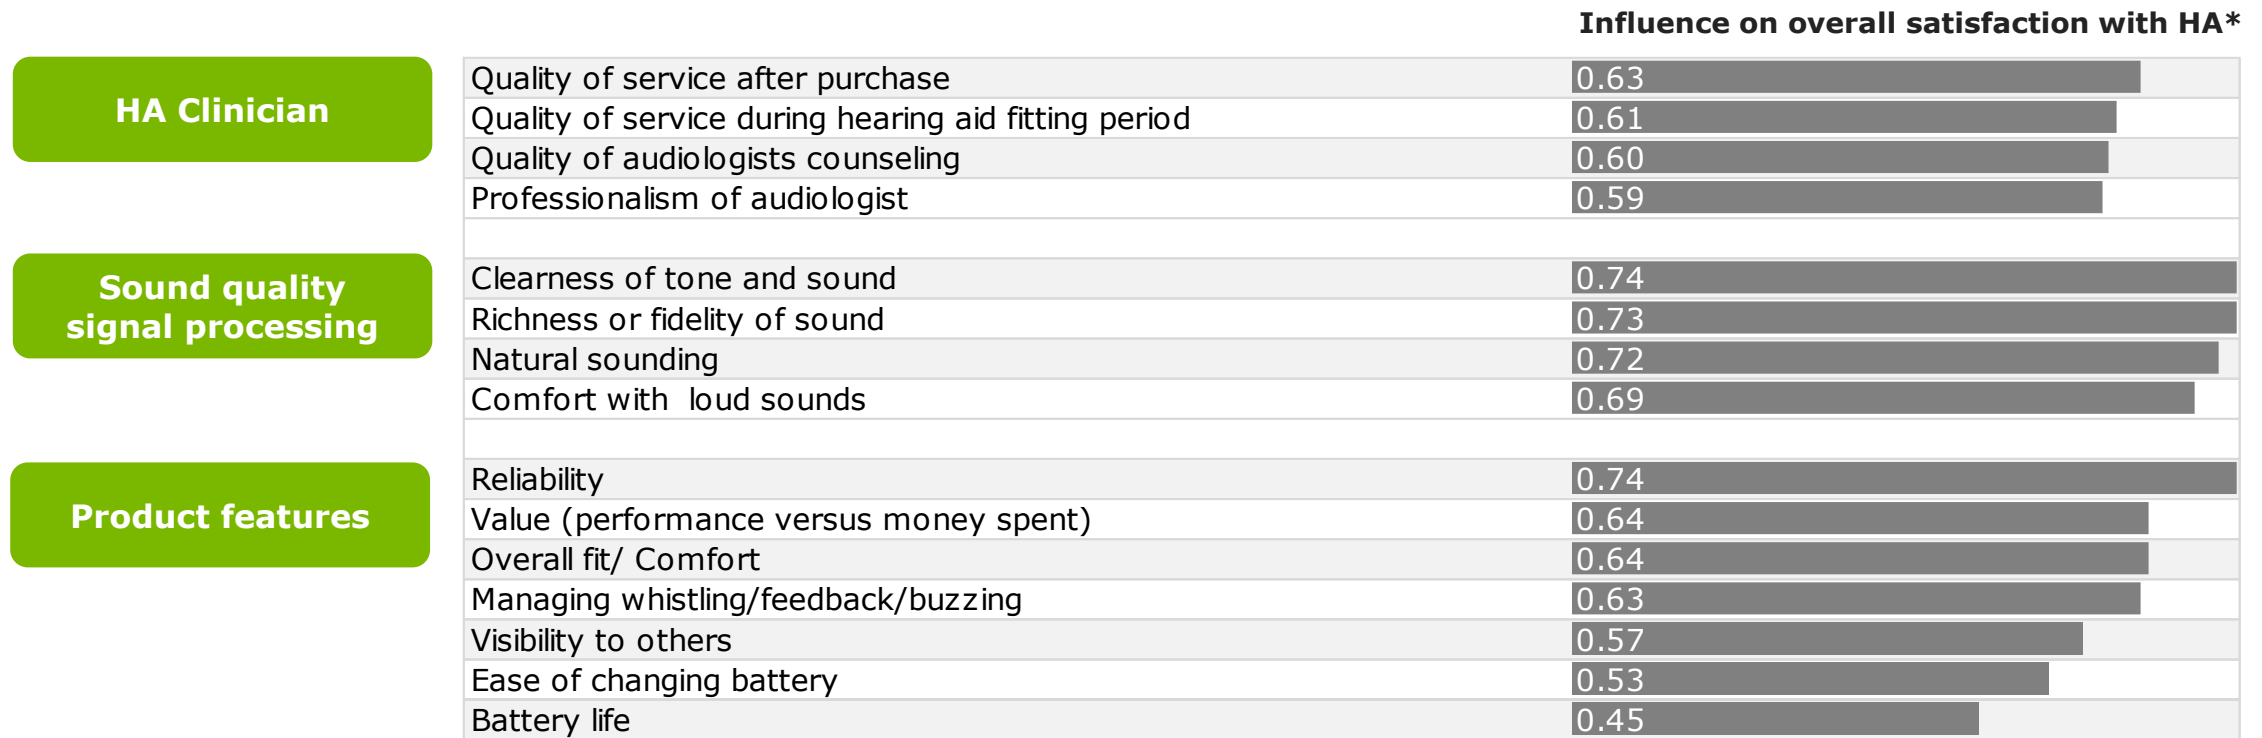 Influence on overall satisfaction with HA*
HA Clinician
Quality of service after purchase 0.63
Quality of service during hearing aid fitting period 0.61
Quality of audiologists counseling 0.60
Professionalism of audiologist 0.59
Sound quality
signal processing
Clearness of tone and sound 0.74
Richness or fidelity of sound 0.73
Natural sounding 0.72
Comfort with  loud sounds 0.69
Product features
Reliability 0.74
Value (performance versus money spent) 0.64
Overall fit/ Comfort 0.64
Managing whistling/feedback/buzzing 0.63
Visibility to others 0.57
Ease of changing battery 0.53
Battery life 0.45